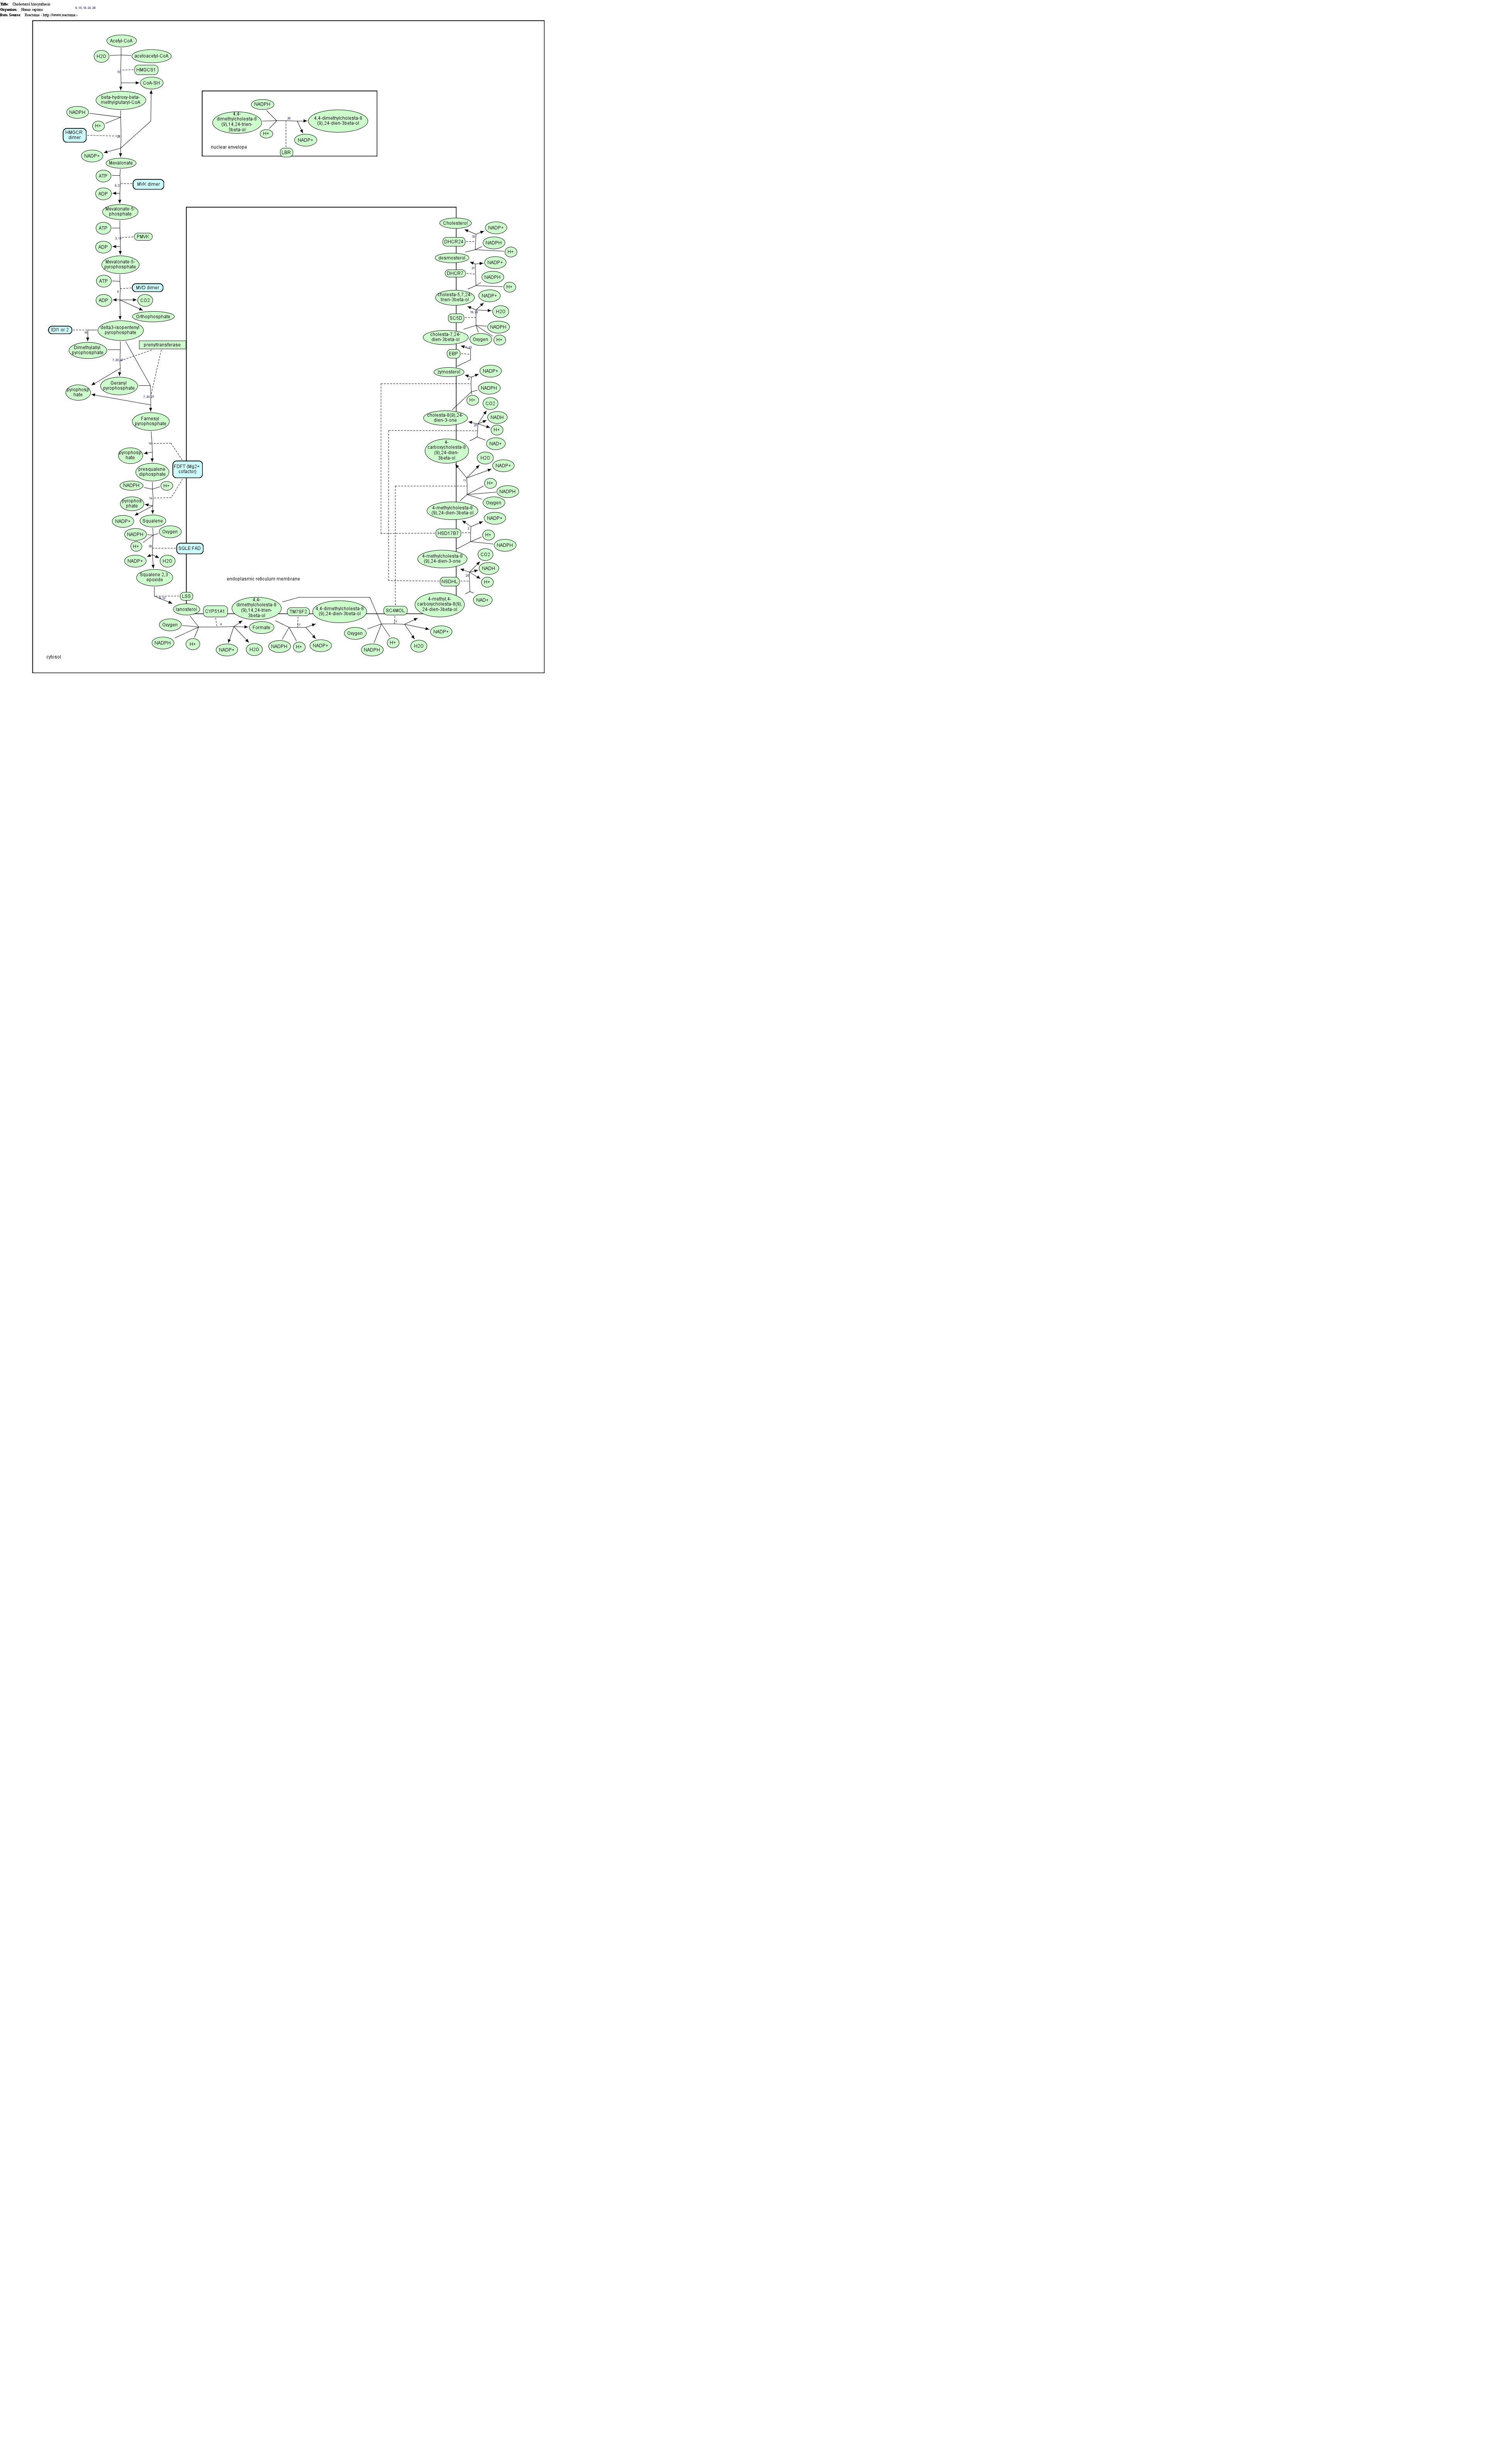 Title Cholesterol biosynthesis
Organism Homo sapiens
Acetyl-CoA
H2O
acetoacetyl-CoA
HMGCS1
CoA-SH
beta-hydroxy-beta-
methylglutaryl-CoA
NADPH
H+
HMGCR
dimer
NADP+
Mevalonate
ATP
MVK dimer
ADP
Mevalonate-5-
phosphate
ATP
PMVK
ADP
Mevalonate-5-
pyrophosphate
ATP
MVD dimer
ADP
CO2
Orthophosphate
IDI1 or 2
delta3-isopentenyl
pyrophosphate
prenyltransferase
Dimethylallyl
pyrophosphate
Geranyl
pyrophosphate
pyrophosp
hate
Farnesyl
pyrophosphate
pyrophosp
hate
FDFT (Mg2+
cofactor)
presqualene
diphosphate
NADPH
H+
pyrophosp
hate
NADP+
Squalene
Oxygen
NADPH
H+
SQLE:FAD
NADP+
H2O
Squalene 2,3-
epoxide
LSS
lanosterol
CYP51A1
Oxygen
NADPH
H+
4,4-
dimethylcholesta-8
(9),14,24-trien-
3beta-ol
Formate
NADP+
H2O
TM7SF2
NADPH
H+
NADP+
4,4-dimethylcholesta-8
(9),24-dien-3beta-ol
Oxygen
NADPH
H+
H2O
NADP+
SC4MOL
4-methyl,4-
carboxycholesta-8(9),
24-dien-3beta-ol
NAD+
H+
NADH
CO2
NSDHL
4-methylcholesta-8
(9),24-dien-3-one
NADPH
H+
NADP+
HSD17B7
4-methylcholesta-8
(9),24-dien-3beta-ol
Oxygen
NADPH
H+
NADP+
H2O
4-
carboxycholesta-8
(9),24-dien-
3beta-ol
NAD+
H+
NADH
CO2
cholesta-8(9),24-
dien-3-one
H+
NADPH
NADP+
zymosterol
EBP
cholesta-7,24-
dien-3beta-ol
Oxygen
H+
NADPH
H2O
NADP+
SC5D
cholesta-5,7,24-
trien-3beta-ol
H+
NADPH
NADP+
DHCR7
desmosterol
H+
NADPH
NADP+
DHCR24
Cholesterol
endoplasmic reticulum membrane
NADPH
4,4-
dimethylcholesta-8
(9),14,24-trien-
3beta-ol
H+
4,4-dimethylcholesta-8
(9),24-dien-3beta-ol
NADP+
LBR
nuclear envelope
cytosol